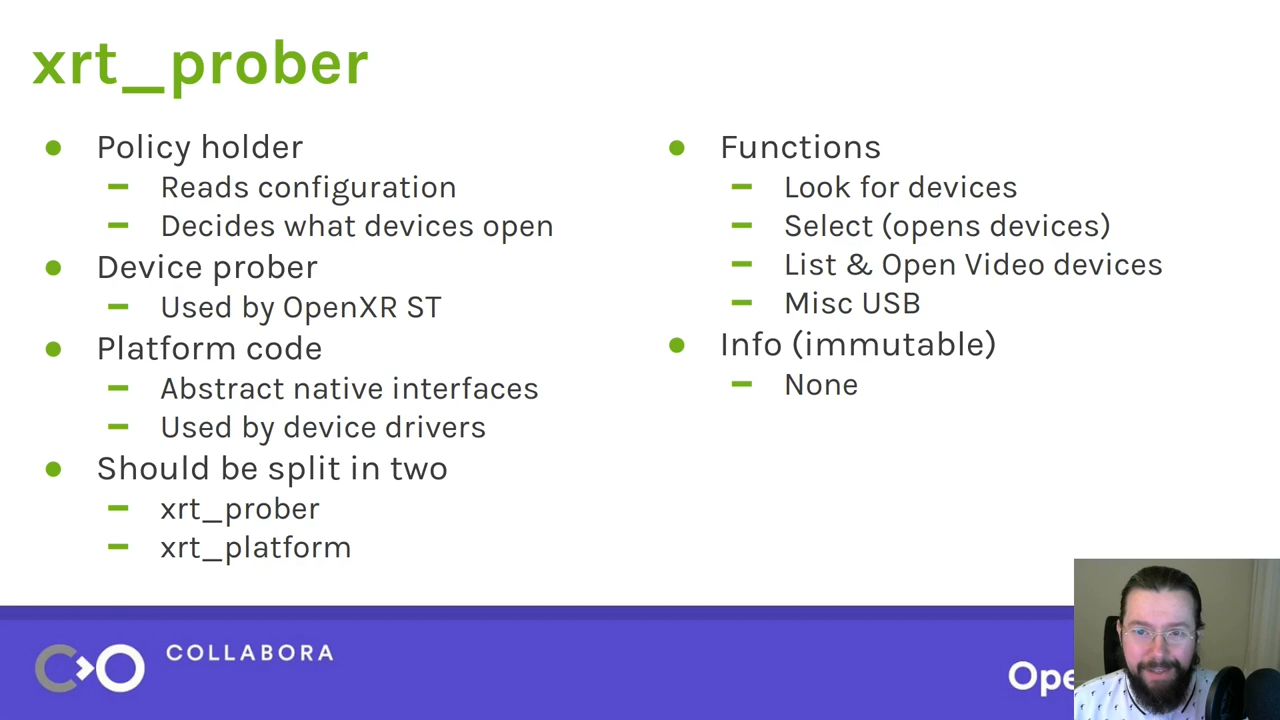 xrt_prober
Policy holder
Reads configuration
Decides what devices open
Device prober
Used by OpenXR ST
Platform code
Abstract native interfaces
Used by device drivers
Should be split in two
xrt_prober
xrt_platform
Functions
Look for devices
Select (opens devices)
List & Open Video devices
Misc USB
Info (immutable)
None
COLLABORA
Ope